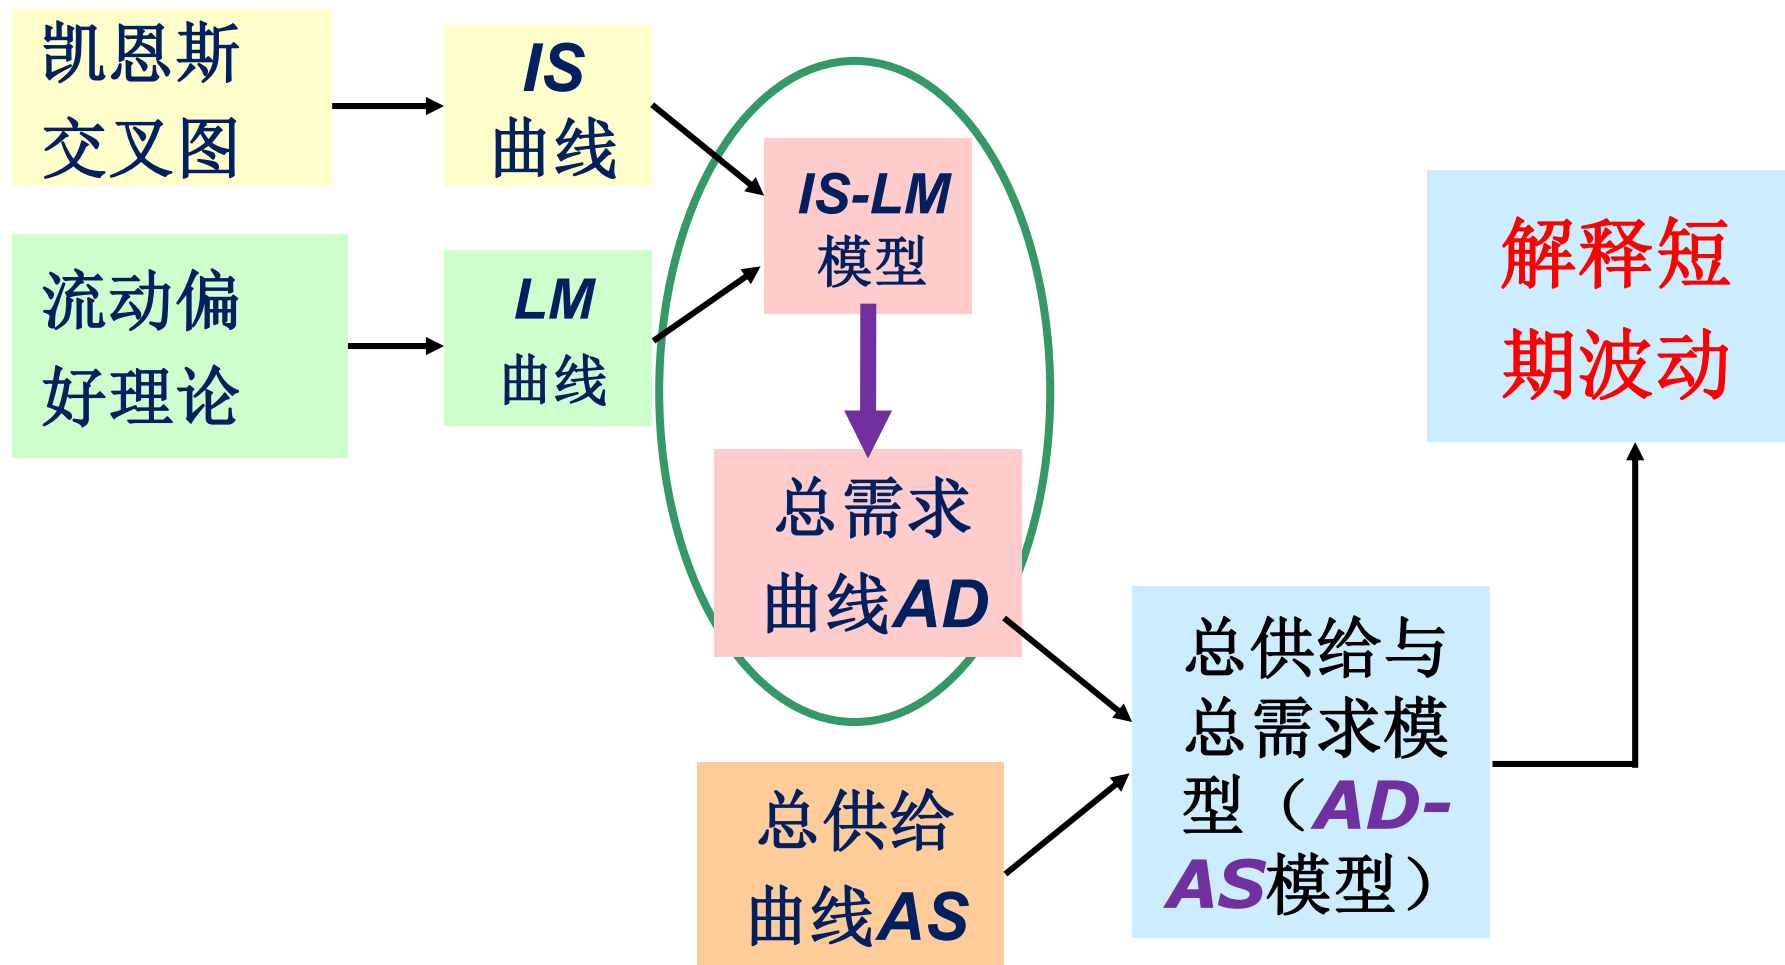 凯恩斯
交叉图
IS
曲线
流动偏
好理论
LM
曲线
IS-LM
模型
总需求
曲线AD
总供给
曲线AS
总供给与
总需求模
型（AD-
AS模型）
解释短
期波动